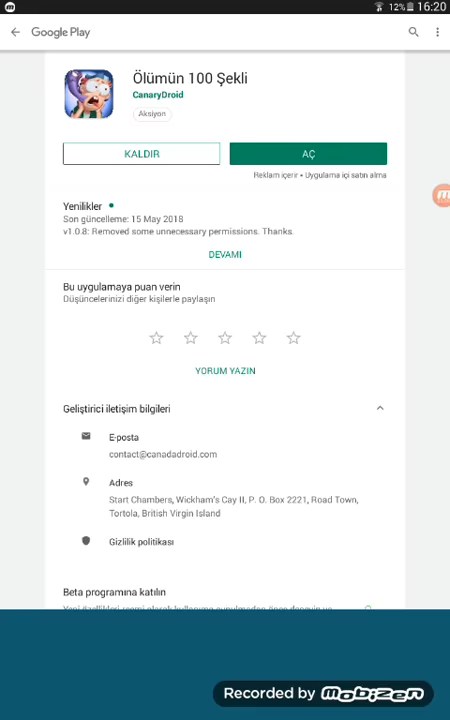 12% 16:20
Google Play
Ölümün 100 Şekli
CanaryDroid
Aksiyon
KALDIR
AÇ
Reklam içerir • Uygulama içi satın alma
Yenilikler
Son güncelleme: 15 May 2018
v1.0.8: Removed some unnecessary permissions. Thanks.
DEVAMI
Bu uygulamaya puan verin
Düşüncelerinizi diğer kişilerle paylaşın
YORUM YAZIN
Geliştirici iletişim bilgileri
E-posta
contact@canadadroid.com
Adres
Start Chambers, Wickham's Cay II, P. O. Box 2221, Road Town,
Tortola, British Virgin Island
Gizlilik politikası
Beta programına katılın
Recorded by Mobizen